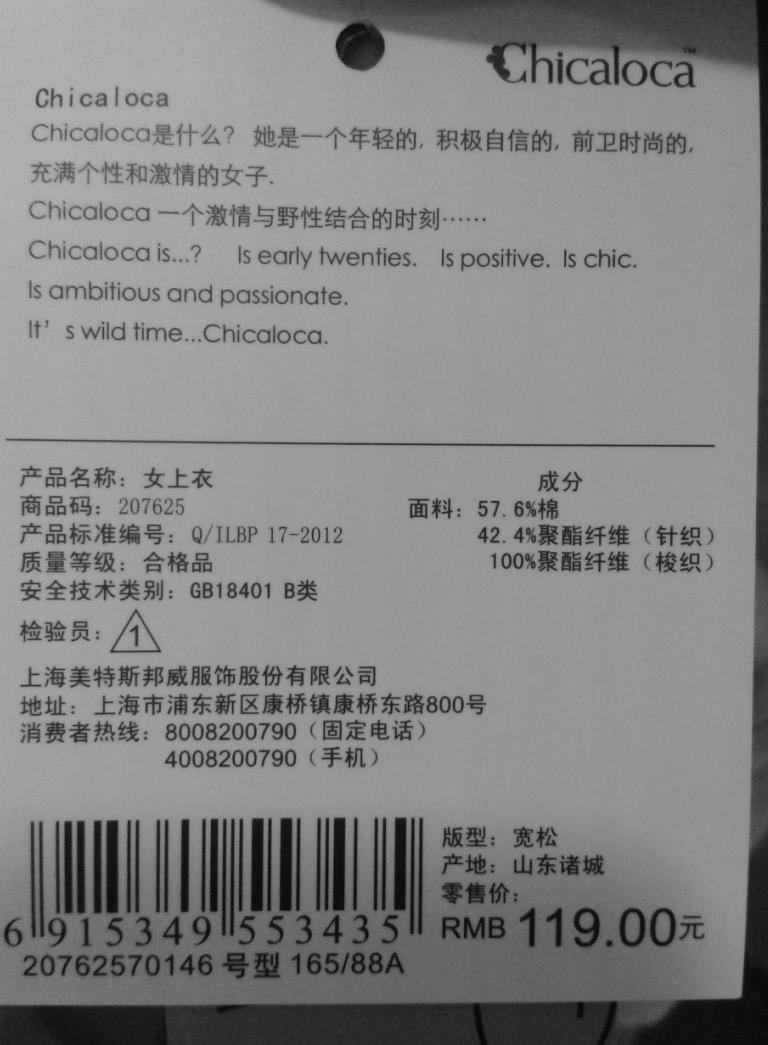 Chicaloca™
Chicaloca
Chicaloca是什么? 她是一个年轻的, 积极自信的, 前卫时尚的,
充满个性和激情的女子.
Chicaloca 一个激情与野性结合的时刻……
Chicaloca is...? Is early twenties. Is positive. Is chic.
Is ambitious and passionate.
It's wild time...Chicaloca.
产品名称: 女上衣
商品码: 207625
产品标准编号: Q/ILBP 17-2012
质量等级: 合格品
安全技术类别: GB18401 B类
检验员: 1
成分
面料: 57.6%棉
42.4%聚酯纤维（针织）
100%聚酯纤维（梭织）
上海美特斯邦威服饰股份有限公司
地址: 上海市浦东新区康桥镇康桥东路800号
消费者热线: 8008200790（固定电话）
4008200790（手机）
6 915349 553435
20762570146 号型 165/88A
版型: 宽松
产地: 山东诸城
零售价:
RMB 119.00元